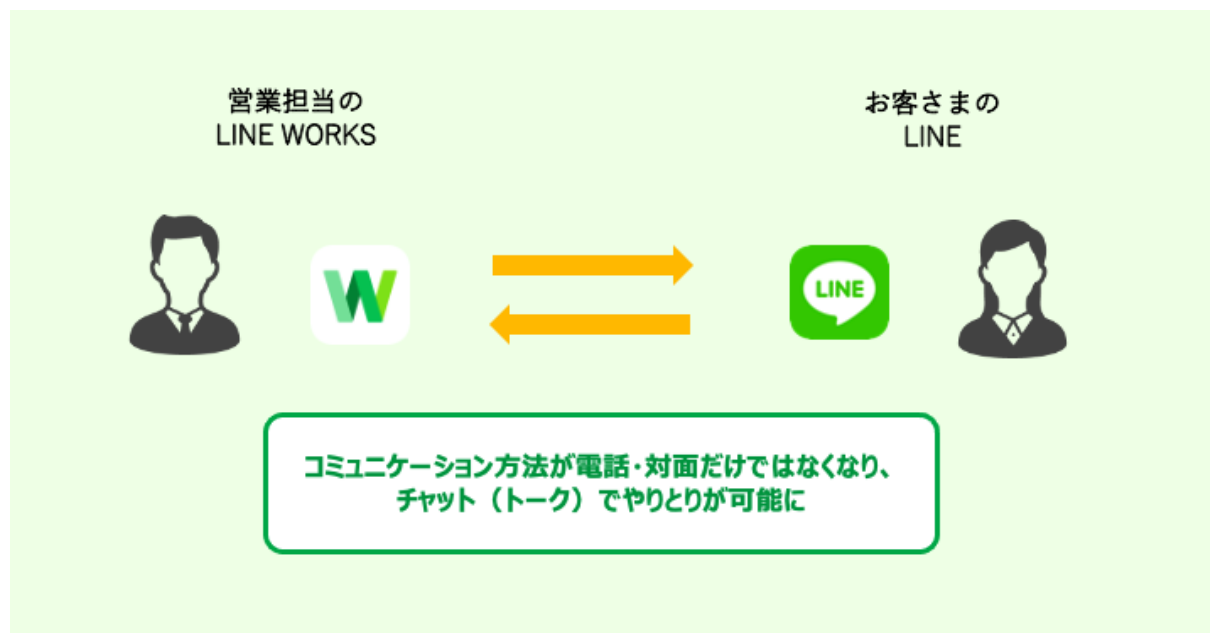 営業担当の
LINE WORKS
お客さまの
LINE
LINE
コミュニケーション方法が電話・対面だけではなくなり、
チャット（トーク）でやりとりが可能に